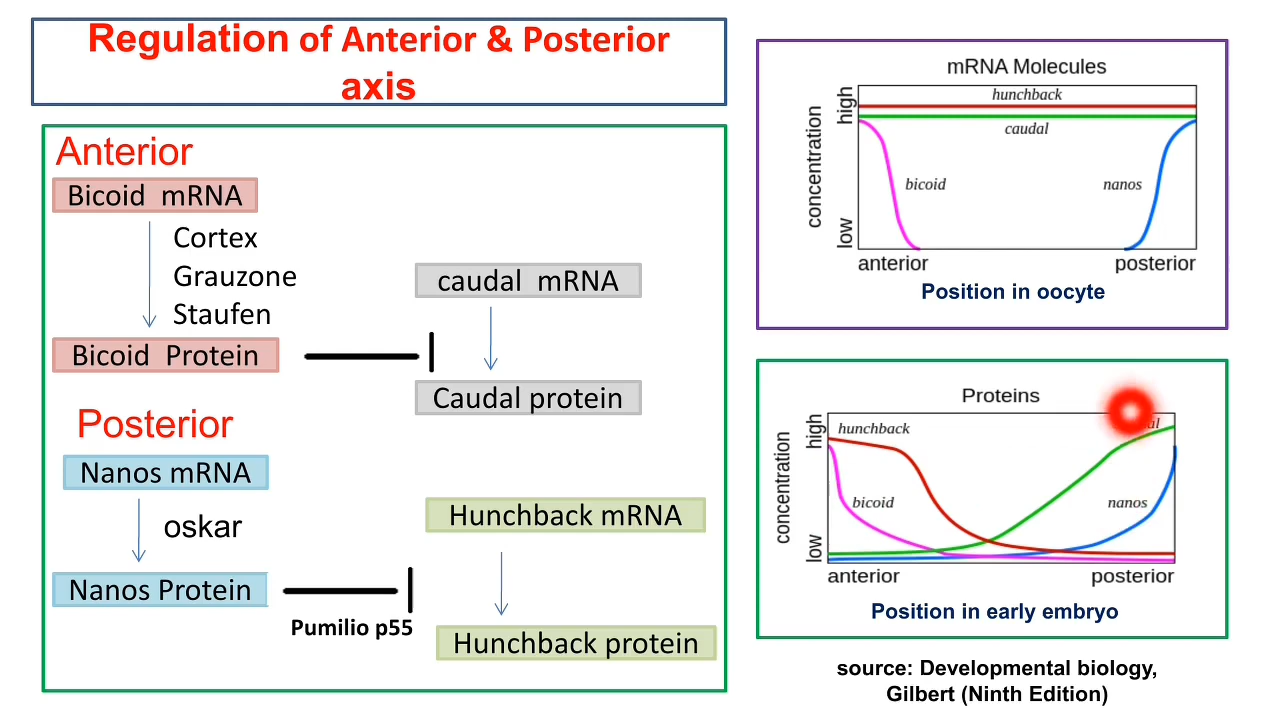 Regulation of Anterior & Posterior
axis
Anterior
Bicoid mRNA
Cortex
Grauzone
Staufen
Bicoid Protein
caudal mRNA
Caudal protein
Posterior
Nanos mRNA
oskar
Nanos Protein
Pumilio p55
Hunchback mRNA
Hunchback protein
mRNA Molecules
concentration
high
low
hunchback
caudal
bicoid
nanos
anterior
posterior
Position in oocyte
Proteins
concentration
high
low
hunchback
bicoid
nanos
anterior
posterior
Position in early embryo
source: Developmental biology,
Gilbert (Ninth Edition)